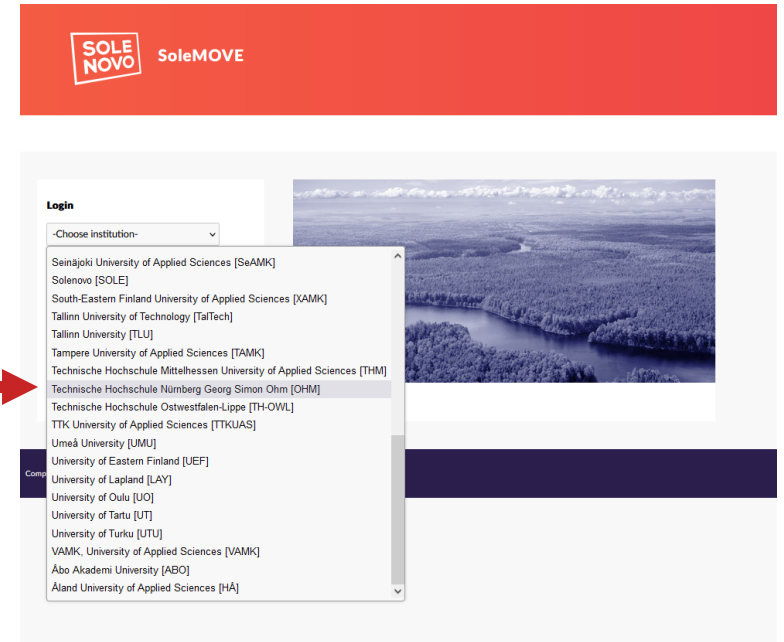 SOLE
NOVO
SoleMOVE
Login
-Choose institution-
Seinäjoki University of Applied Sciences [SeAMK]
Solenovo [SOLE]
South-Eastern Finland University of Applied Sciences [XAMK]
Tallinn University of Technology [TalTech]
Tallinn University [TLU]
Tampere University of Applied Sciences [TAMK]
Technische Hochschule Mittelhessen University of Applied Sciences [THM]
Technische Hochschule Nürnberg Georg Simon Ohm [OHM]
Technische Hochschule Ostwestfalen-Lippe [TH-OWL]
TTK University of Applied Sciences [TTKUAS]
Umeå University [UMU]
University of Eastern Finland [UEF]
Comp
University of Lapland [LAY]
University of Oulu [UO]
University of Tartu [UT]
University of Turku [UTU]
VAMK, University of Applied Sciences [VAMK]
Åbo Akademi University [ABO]
Åland University of Applied Sciences [HÅ]